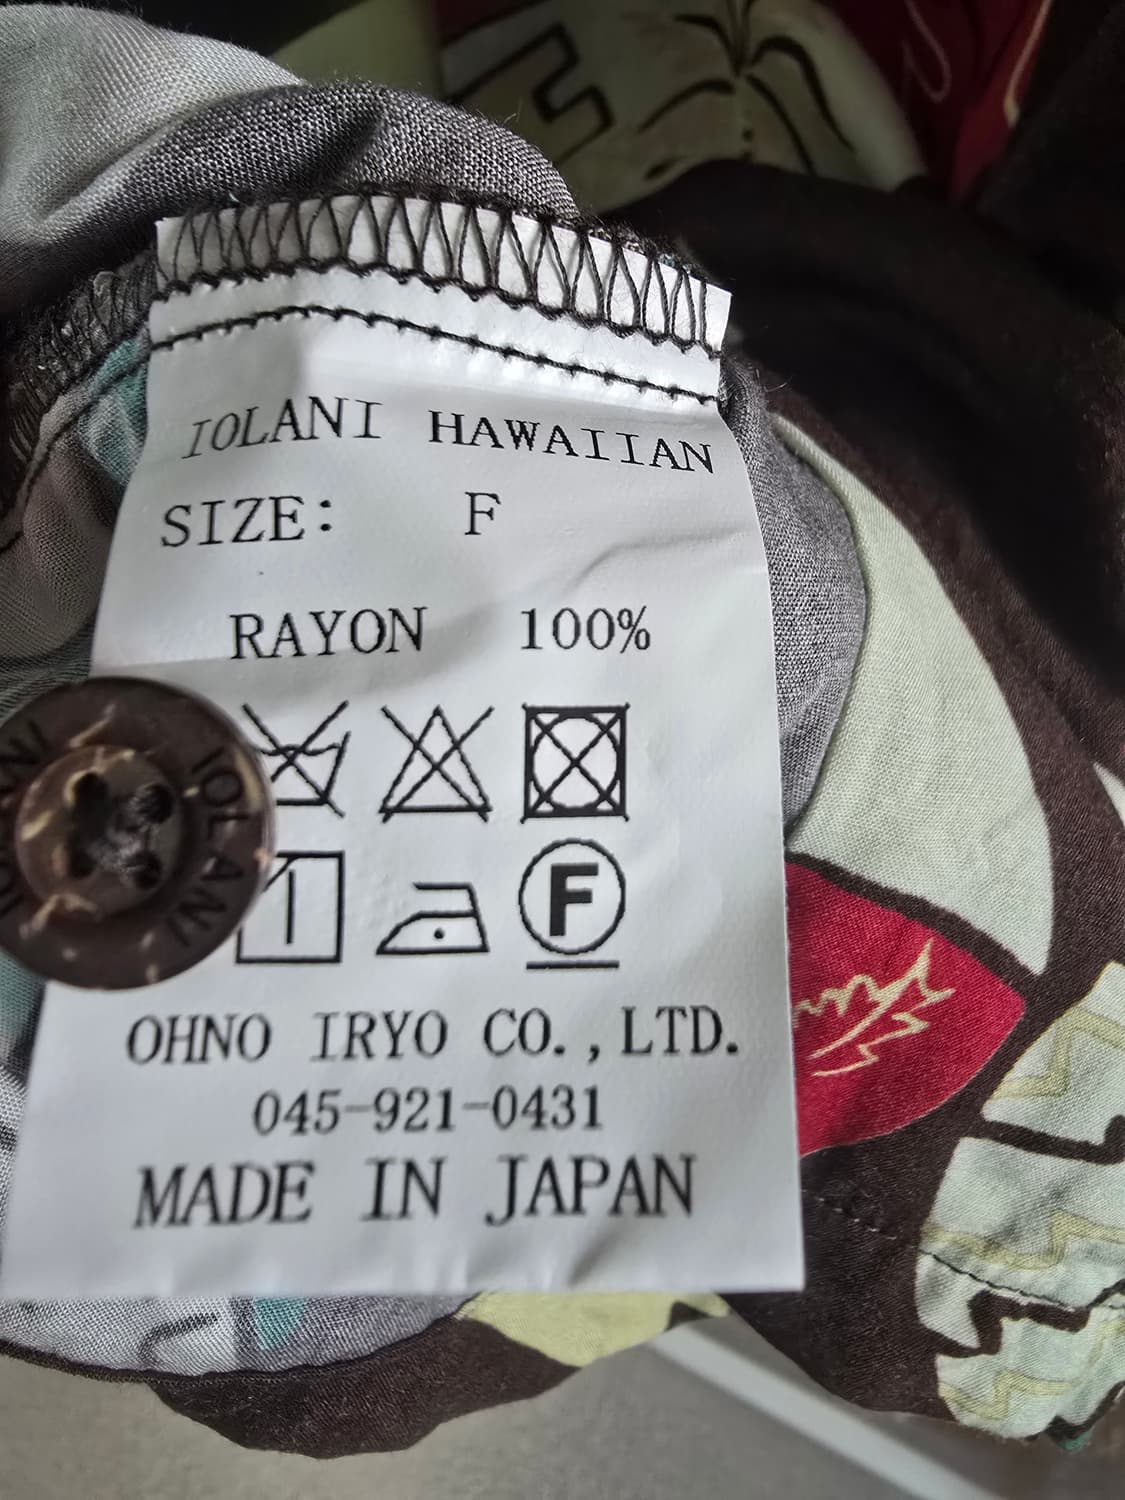 IOLANI HAWAIIAN
SIZE: F
RAYON 100%
F
IOLANI
OHNO IRYO CO.,LTD.
045-921-0431
MADE IN JAPAN